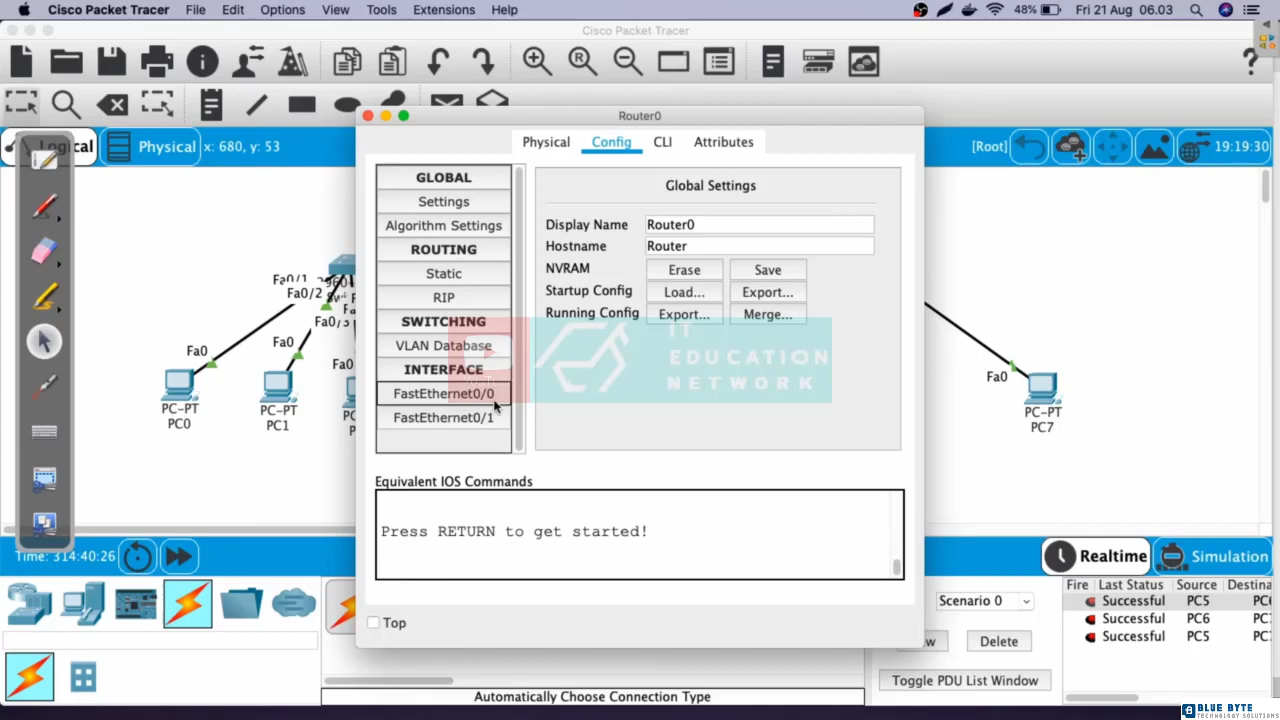 Cisco Packet Tracer File Edit Options View Tools Extensions Help 48% Fri 21 Aug 06.03
Cisco Packet Tracer
Logical Physical x: 680, y: 53 [Root] 19:19:30
Router0
Physical Config CLI Attributes
GLOBAL
Settings
Algorithm Settings
ROUTING
Static
RIP
SWITCHING
VLAN Database
INTERFACE
FastEthernet0/0
FastEthernet0/1
Global Settings
Display Name Router0
Hostname Router
NVRAM Erase Save
Startup Config Load... Export...
Running Config Export... Merge...
IT
EDUCATION
NETWORK
Equivalent IOS Commands
Press RETURN to get started!
Top
Fa0/1
Fa0/2
Fa0/3
Fa0
PC-PT
PC0
Fa0
PC-PT
PC1
Fa0
Fa0
PC-PT
PC7
Time: 314:40:26 Realtime Simulation
Scenario 0
Delete
Toggle PDU List Window
Fire Last Status Source Destina
Successful PC5
Successful PC6
Successful PC5
Automatically Choose Connection Type
BLUE BYTE
TECHNOLOGY SOLUTIONS